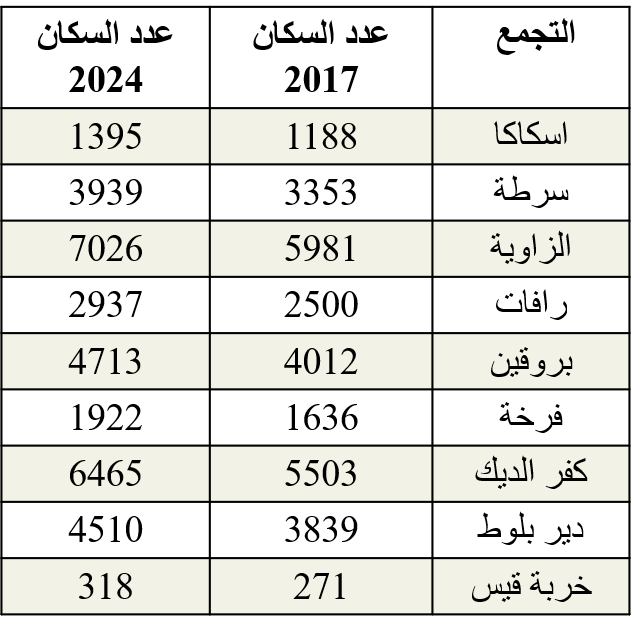 التجمع عدد السكان 2017 عدد السكان 2024
اسكاكا 1188 1395
سرطة 3353 3939
الزاوية 5981 7026
رافات 2500 2937
بروقين 4012 4713
فرخة 1636 1922
كفر الديك 5503 6465
دير بلوط 3839 4510
خربة قيس 271 318